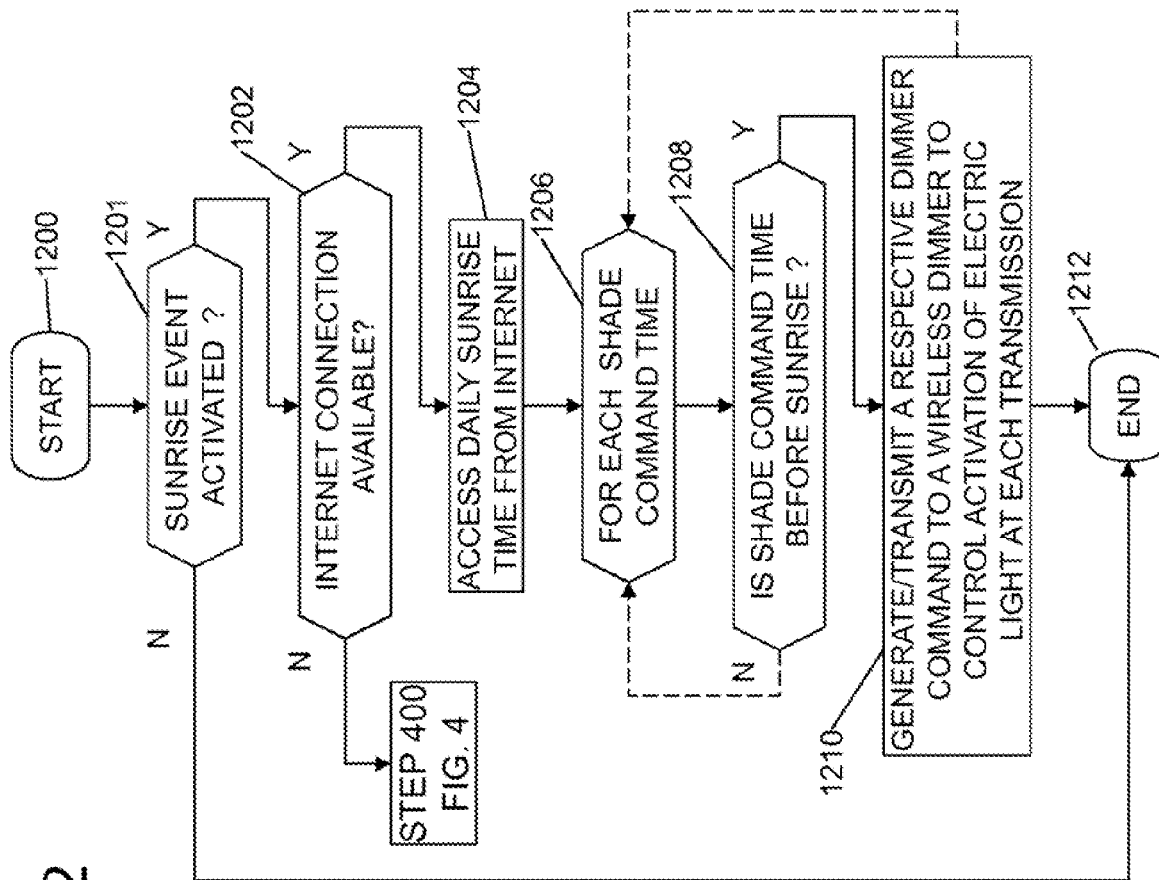 START
1200
SUNRISE EVENT
ACTIVATED ?
1201
Y
N
INTERNET CONNECTION
AVAILABLE?
1202
Y
N
STEP 400
FIG. 4
ACCESS DAILY SUNRISE
TIME FROM INTERNET
1204
FOR EACH SHADE
COMMAND TIME
1206
IS SHADE COMMAND TIME
BEFORE SUNRISE ?
1208
Y
N
GENERATE/TRANSMIT A RESPECTIVE DIMMER
COMMAND TO A WIRELESS DIMMER TO
CONTROL ACTIVATION OF ELECTRIC
LIGHT AT EACH TRANSMISSION
1210
END
1212
2